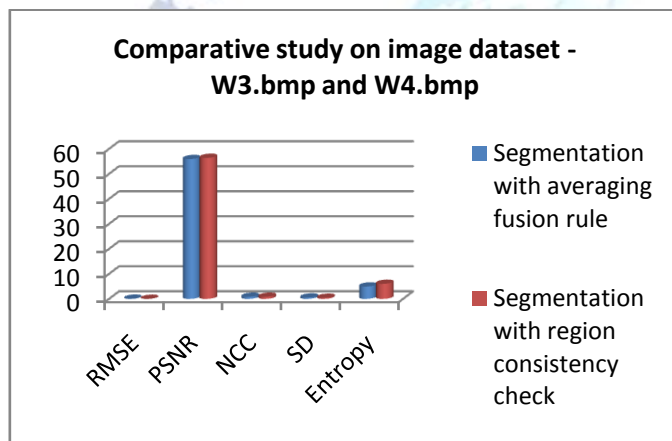 Comparative study on image dataset -
W3.bmp and W4.bmp
60
50
40
30
20
10
0
RMSE
PSNR
NCC
SD
Entropy
Segmentation
with averaging
fusion rule
Segmentation
with region
consistency
check